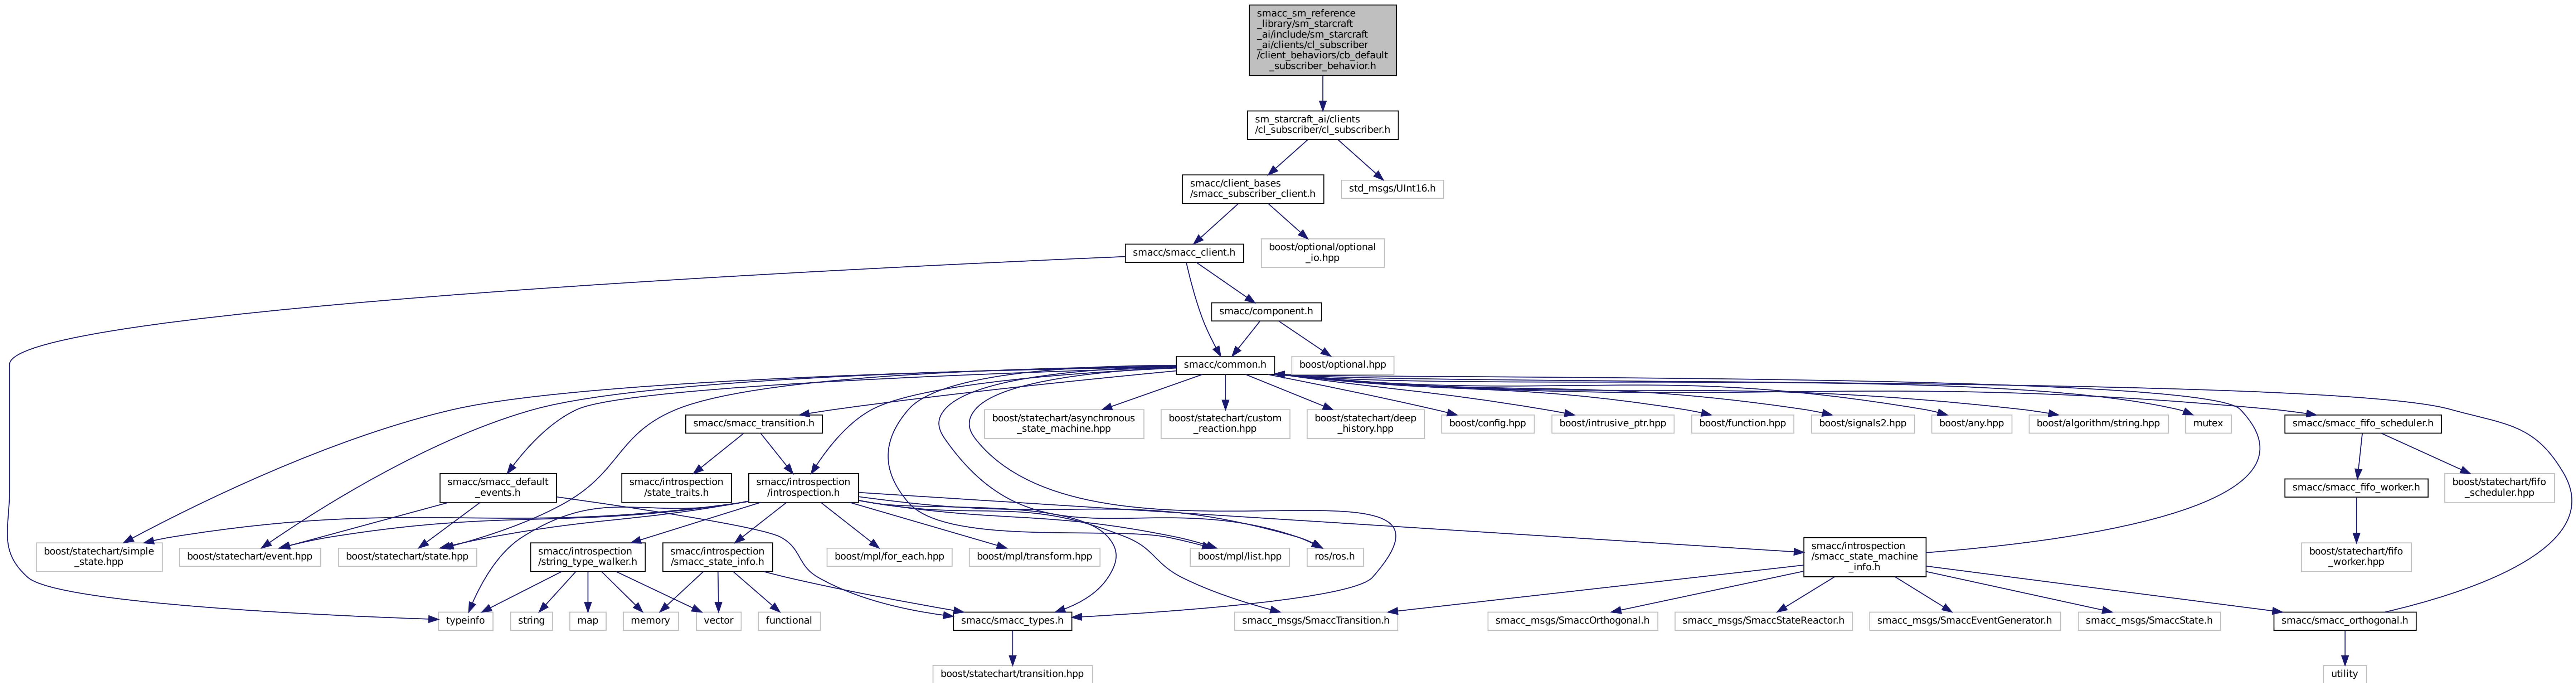 smacc_sm_reference
_library/sm_starcraft
_ai/include/sm_starcraft
_ai/clients/cl_subscriber
/client_behaviors/cb_default
_subscriber_behavior.h
sm_starcraft_ai/clients
/cl_subscriber/cl_subscriber.h
smacc/client_bases
/smacc_subscriber_client.h
std_msgs/UInt16.h
smacc/smacc_client.h
boost/optional/optional
_io.hpp
smacc/component.h
smacc/common.h
boost/optional.hpp
smacc/smacc_transition.h
boost/statechart/asynchronous
_state_machine.hpp
boost/statechart/custom
_reaction.hpp
boost/statechart/deep
_history.hpp
boost/config.hpp
boost/intrusive_ptr.hpp
boost/function.hpp
boost/signals2.hpp
boost/any.hpp
boost/algorithm/string.hpp
mutex
smacc/smacc_fifo_scheduler.h
smacc/smacc_default
_events.h
smacc/introspection
/state_traits.h
smacc/introspection
/introspection.h
smacc/smacc_fifo_worker.h
boost/statechart/fifo
_scheduler.hpp
boost/statechart/simple
_state.hpp
boost/statechart/event.hpp
boost/statechart/state.hpp
smacc/introspection
/string_type_walker.h
smacc/introspection
/smacc_state_info.h
boost/mpl/for_each.hpp
boost/mpl/transform.hpp
boost/mpl/list.hpp
ros/ros.h
smacc/introspection
/smacc_state_machine
_info.h
boost/statechart/fifo
_worker.hpp
typeinfo
string
map
memory
vector
functional
smacc/smacc_types.h
smacc_msgs/SmaccTransition.h
smacc_msgs/SmaccOrthogonal.h
smacc_msgs/SmaccStateReactor.h
smacc_msgs/SmaccEventGenerator.h
smacc_msgs/SmaccState.h
smacc/smacc_orthogonal.h
boost/statechart/transition.hpp
utility